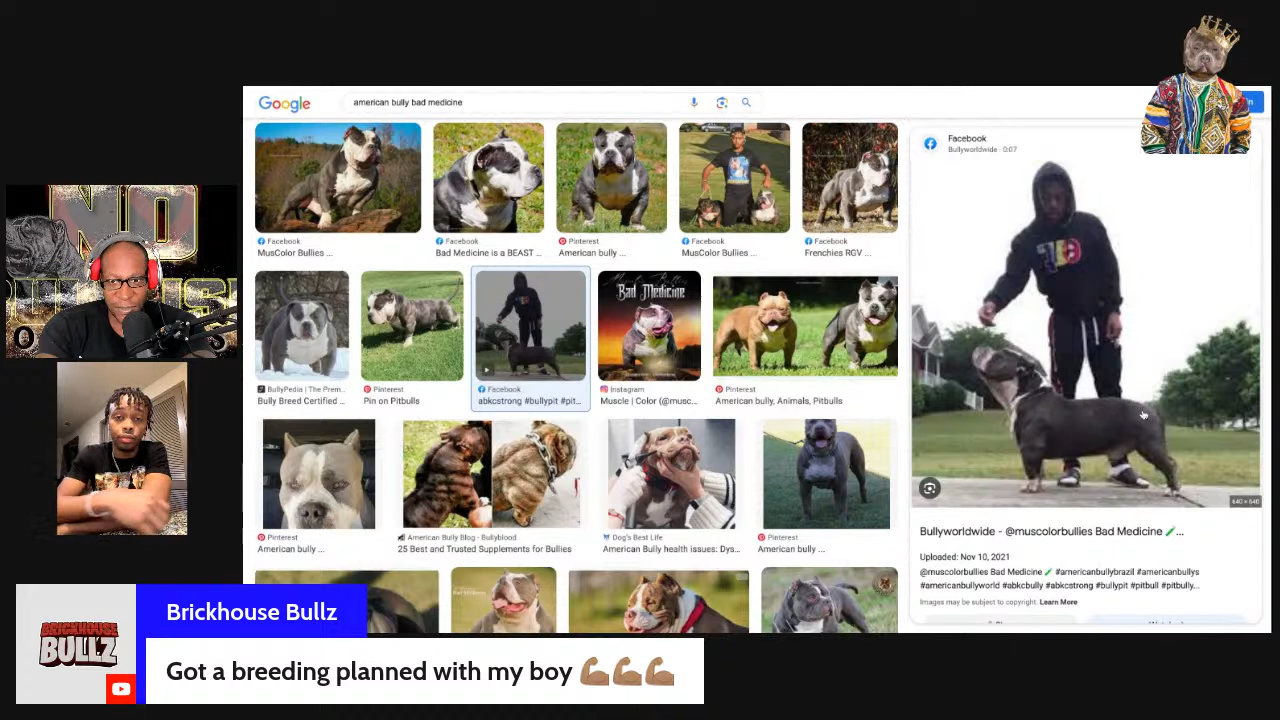 Google
american bully bad medicine
Facebook
Bullyworldwide · 0:07
Facebook
MusColor Bullies ...
Facebook
Bad Medicine is a BEAST ...
Pinterest
American bully ...
Facebook
MusColor Bullies ...
Facebook
Frenchies RGV ...
NO
Bad Medicine
BullyPedia | The Prem...
Bully Breed Certified ...
Pinterest
Pin on Pitbulls
Facebook
abkcstrong #bullypit #pit...
Instagram
Muscle | Color (@musc...
Pinterest
American bully, Animals, Pitbulls
640 × 640
Pinterest
American bully ...
American Bully Blog - Bullyblood
25 Best and Trusted Supplements for Bullies
Dog's Best Life
American Bully health issues: Dys...
Pinterest
American bully ...
Bullyworldwide - @muscolorbullies Bad Medicine 🧪...
Uploaded: Nov 10, 2021
@muscolorbullies Bad Medicine 🧪 #americanbullybrazil #americanbullys
#americanbullyworld #abkcbully #abkcstrong #bullypit #pitbull #pitbully...
Images may be subject to copyright. Learn More
BRICKHOUSE
BULLZ
Brickhouse Bullz
Got a breeding planned with my boy 💪🏽💪🏽💪🏽